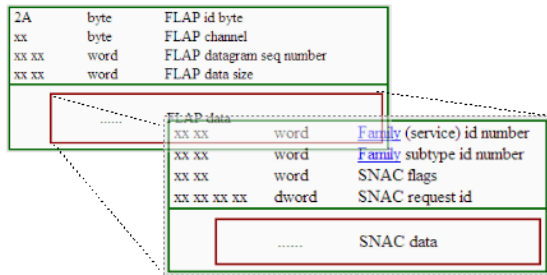 2A byte FLAP id byte
xx byte FLAP channel
xx xx word FLAP datagram seq number
xx xx word FLAP data size
...... FLAP data
xx xx word Family (service) id number
xx xx word Family subtype id number
xx xx word SNAC flags
xx xx xx xx dword SNAC request id
...... SNAC data